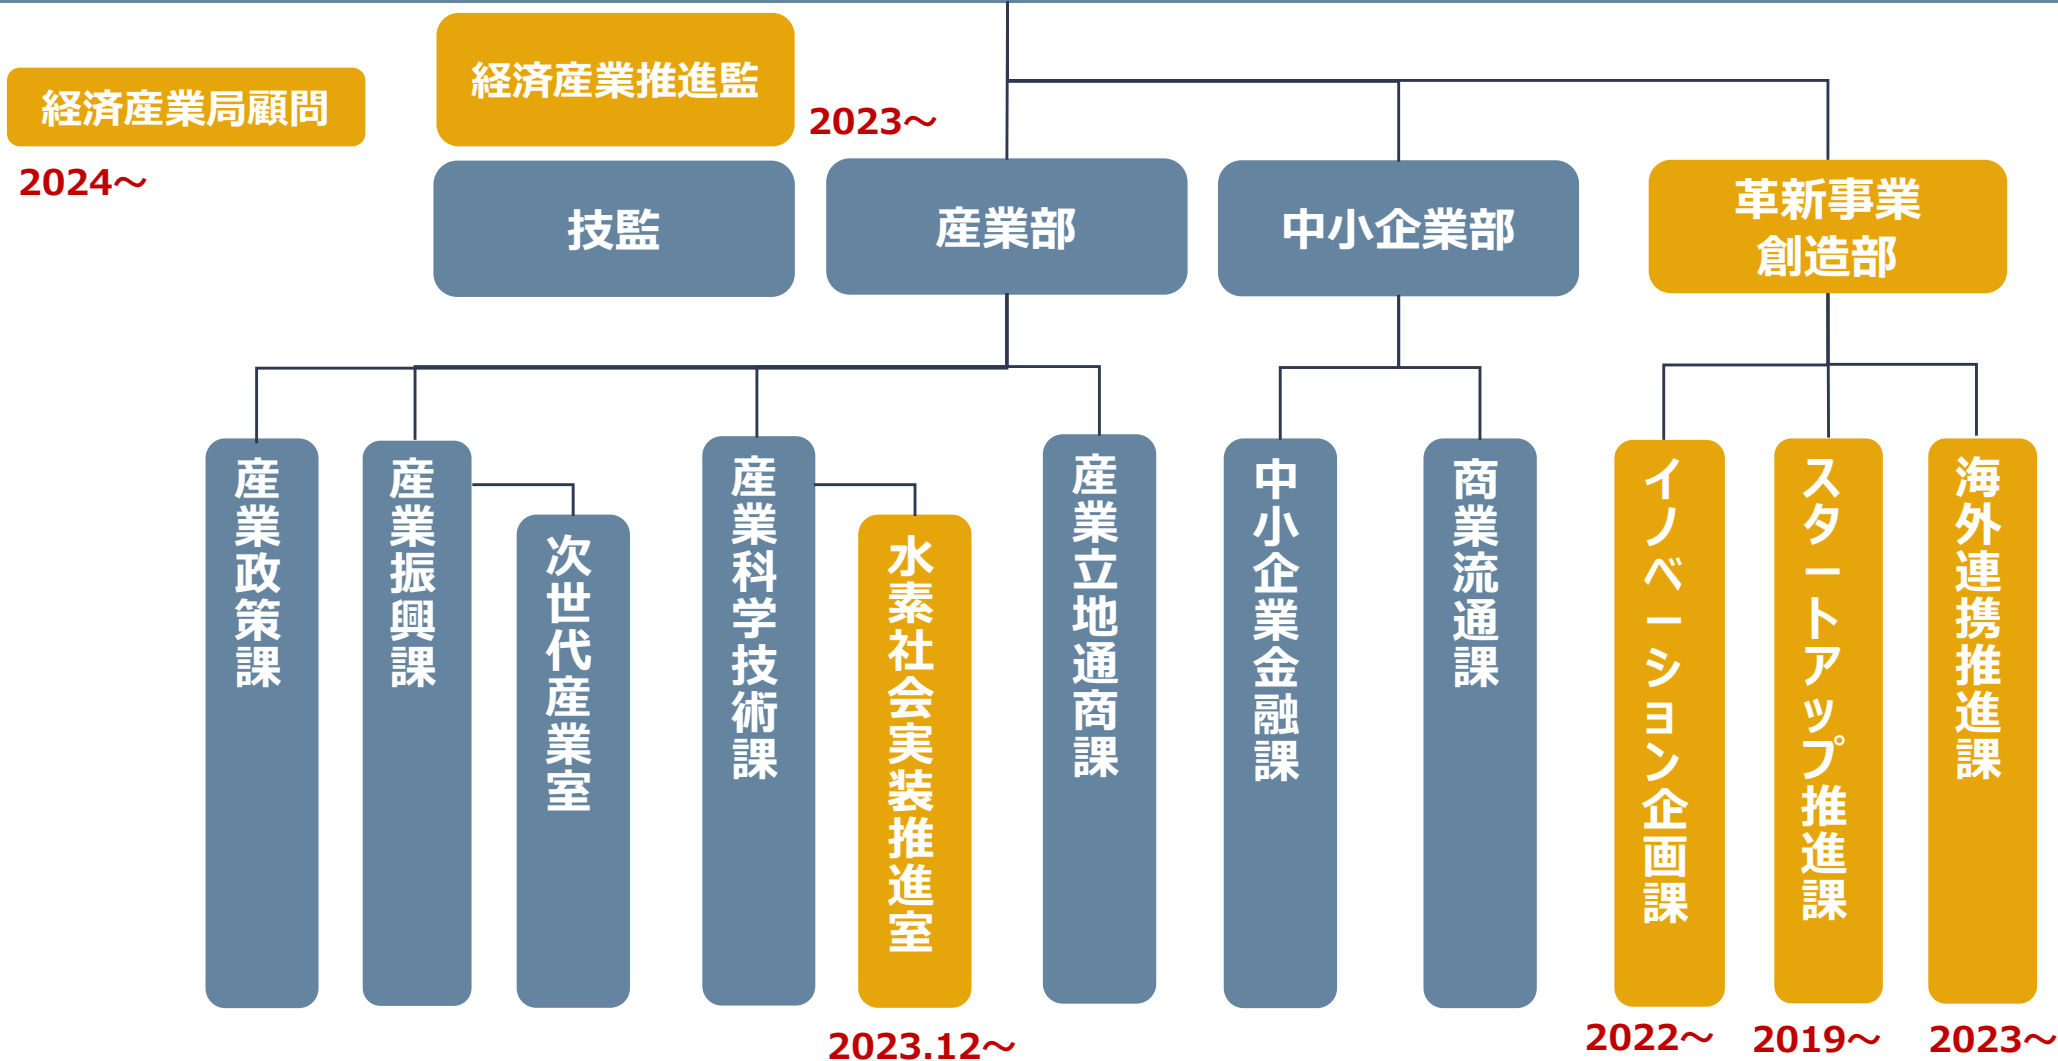 経済産業推進監
経済産業局顧問
2023～
2024～
技監
産業部
中小企業部
革新事業
創造部
産業政策課
産業振興課
次世代産業室
産業科学技術課
水素社会実装推進室
産業立地通商課
中小企業金融課
商業流通課
イノベーション企画課
スタートアップ推進課
海外連携推進課
2023.12～
2022～
2019～
2023～